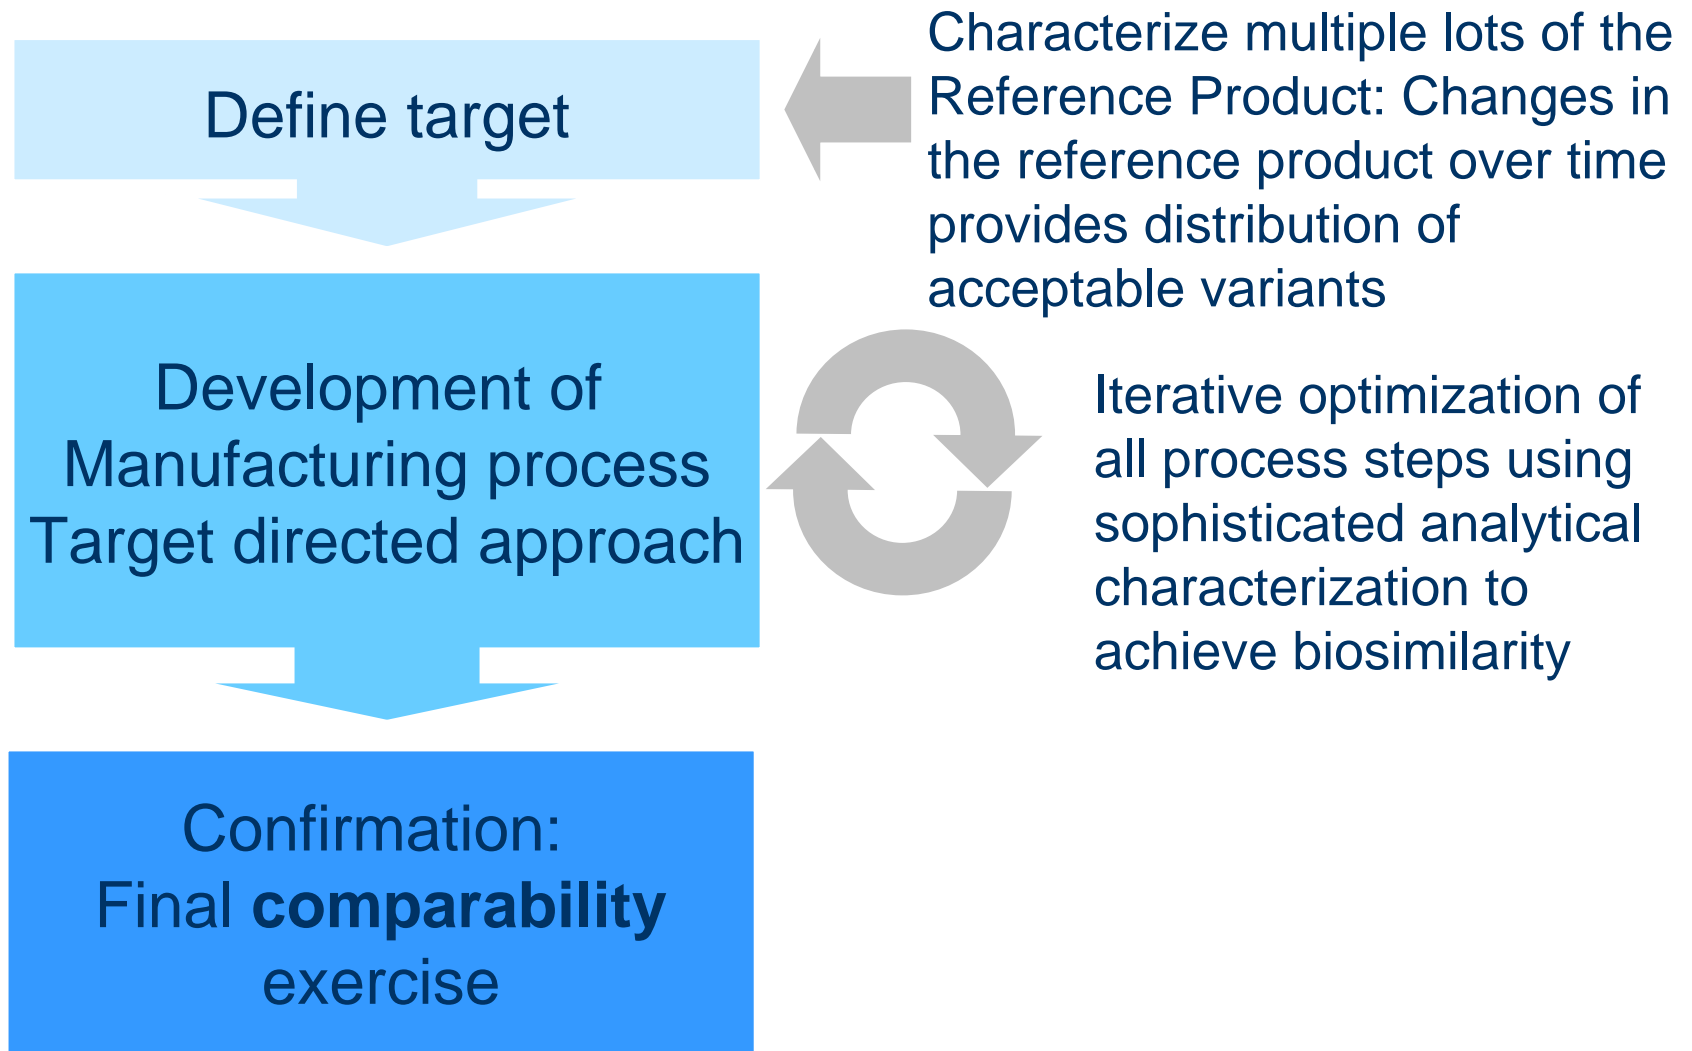 Define target
Characterize multiple lots of the
Reference Product: Changes in
the reference product over time
provides distribution of
acceptable variants
Development of
Manufacturing process
Target directed approach
Iterative optimization of
all process steps using
sophisticated analytical
characterization to
achieve biosimilarity
Confirmation:
Final comparability
exercise